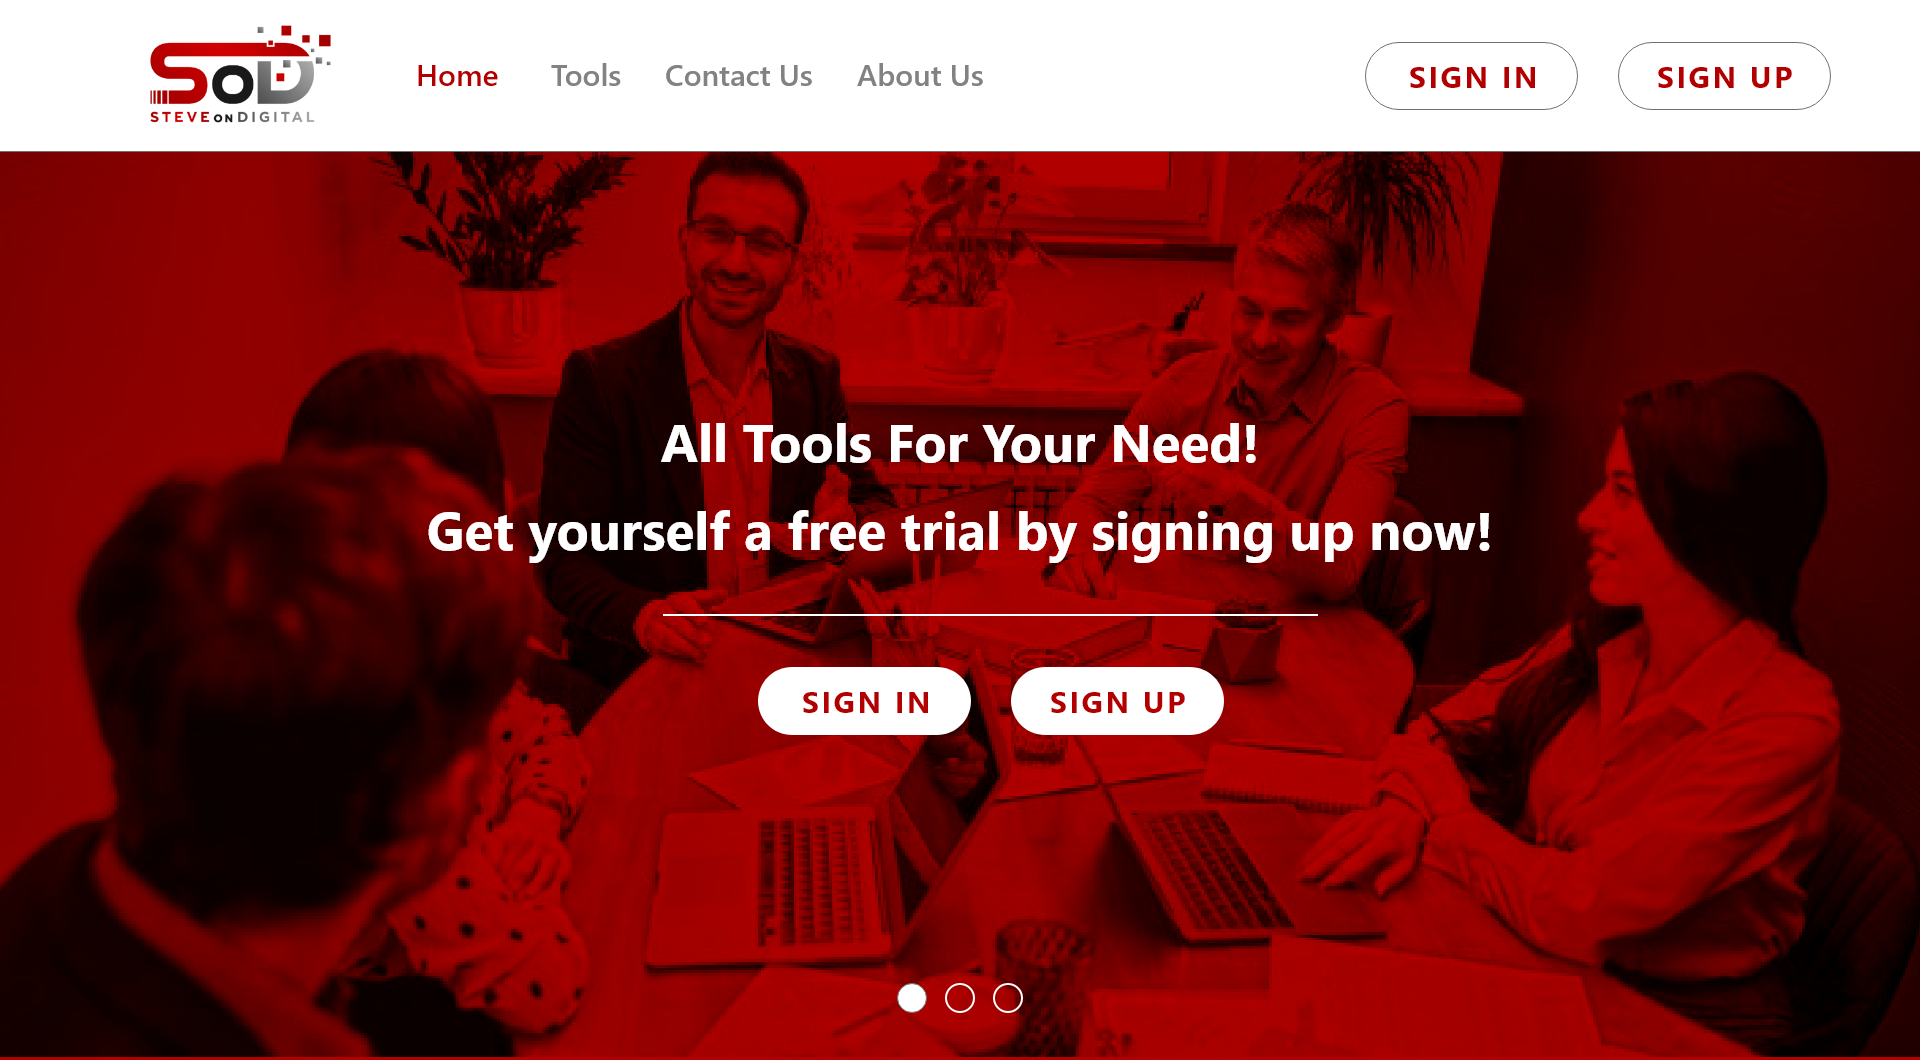 SoD
STEVE ON DIGITAL
Home
Tools
Contact Us
About Us
SIGN IN
SIGN UP
All Tools For Your Need!
Get yourself a free trial by signing up now!
SIGN IN
SIGN UP